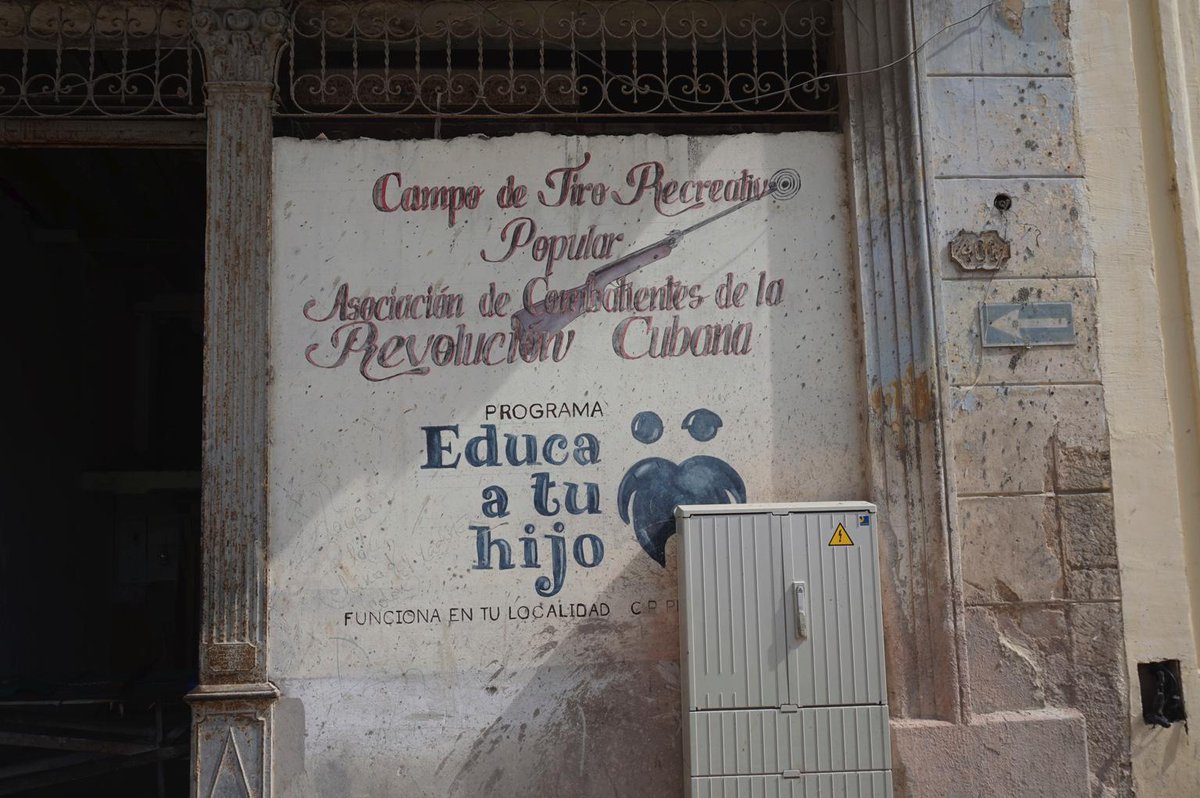 Campo de Tiro Recreativo
Popular
Asociación de Combatientes de la
Revolución Cubana
PROGRAMA
Educa
a tu
hijo
FUNCIONA EN TU LOCALIDAD C.P.